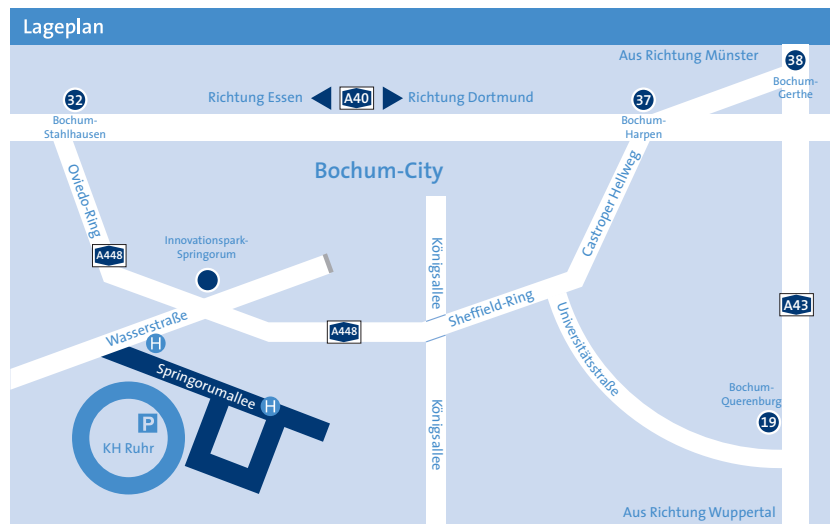 Lageplan
Aus Richtung Münster
38
Bochum-
Gerthe
32
Bochum-
Stahlhausen
Richtung Essen
A40
Richtung Dortmund
37
Bochum-
Harpen
Bochum-City
Oviedo-Ring
Castroper Hellweg
A448
Innovationspark-
Springorum
Königsallee
Sheffield-Ring
A43
Wasserstraße
H
A448
Universitätsstraße
Springorumallee
H
P
KH Ruhr
Königsallee
Bochum-
Querenburg
19
Aus Richtung Wuppertal